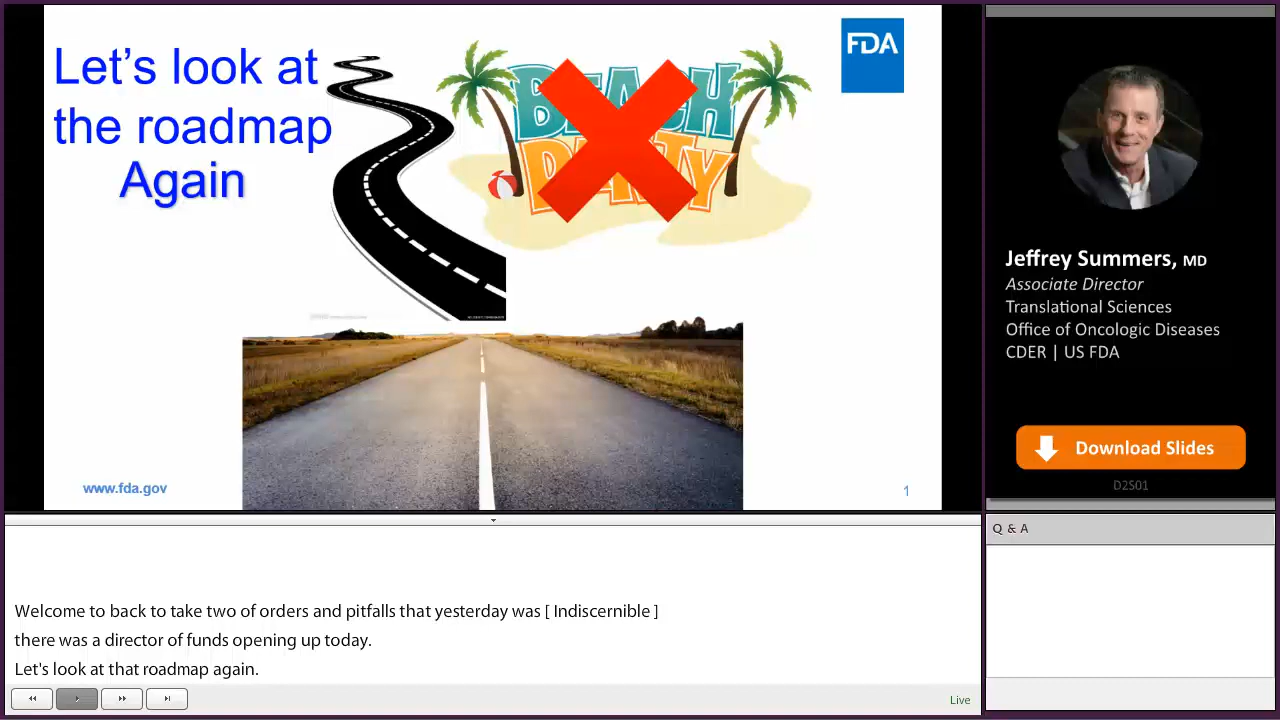 Let's look at
the roadmap
Again
BEACH
PARTY
FDA
www.fda.gov
1
Jeffrey Summers, MD
Associate Director
Translational Sciences
Office of Oncologic Diseases
CDER | US FDA
Download Slides
D2S01
Q & A
Welcome to back to take two of orders and pitfalls that yesterday was [ Indiscernible ]
there was a director of funds opening up today.
Let's look at that roadmap again.
Live